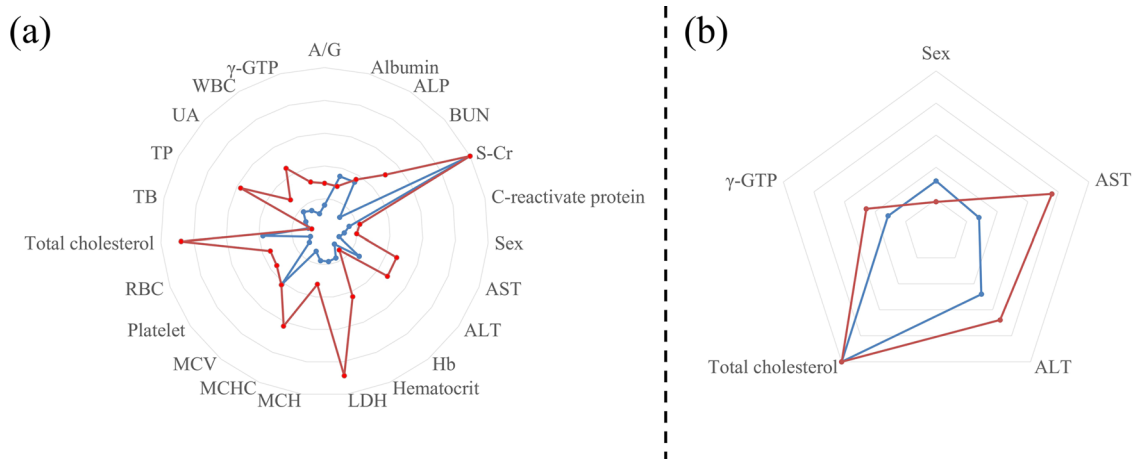 (a)
A/G
Albumin
ALP
BUN
S-Cr
C-reactivate protein
Sex
AST
ALT
Hb
Hematocrit
LDH
MCH
MCHC
MCV
Platelet
RBC
Total cholesterol
TB
TP
UA
WBC
γ-GTP
(b)
Sex
AST
ALT
Total cholesterol
γ-GTP